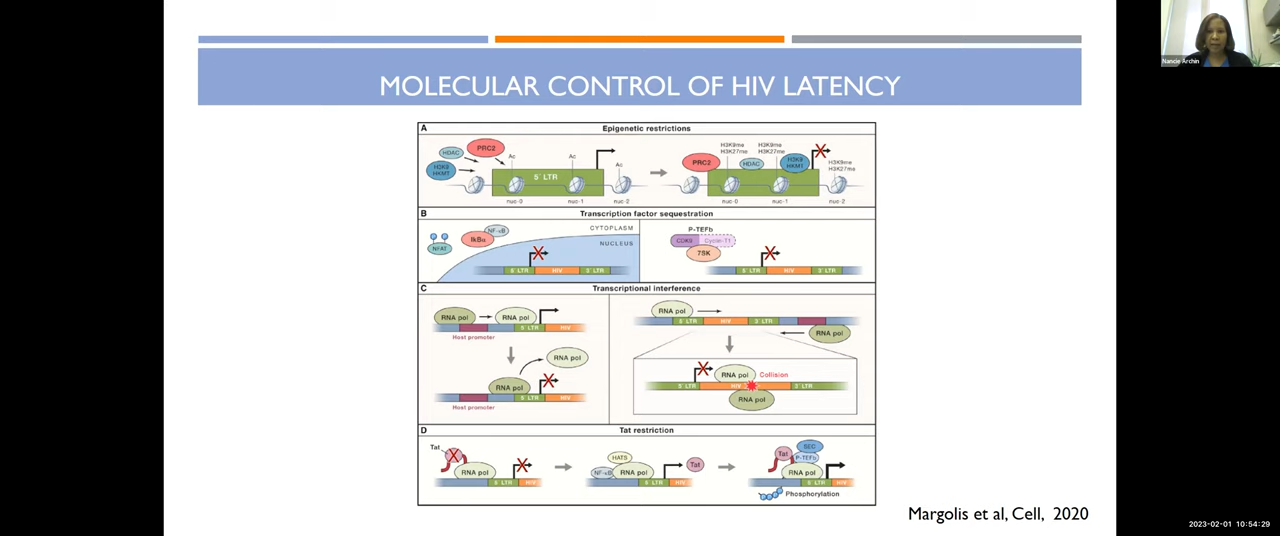 MOLECULAR CONTROL OF HIV LATENCY
Nancie Archin
A Epigenetic restrictions
HDAC PRC2 H3K9 HKMT
Ac Ac Ac
5´ LTR
nuc-0 nuc-1 nuc-2
H3K9me H3K9me
H3K27me H3K27me
PRC2 HDAC H3K9 HKMT
H3K9me
H3K27me
nuc-0 nuc-1 nuc-2
B Transcription factor sequestration
P P
NFAT
NF-κB
IkBα
CYTOPLASM
NUCLEUS
5´ LTR HIV 3´ LTR
P-TEFb
CDK9 Cyclin-T1
7SK
5´ LTR HIV 3´ LTR
C Transcriptional interference
RNA pol RNA pol
5´ LTR HIV
Host promoter
RNA pol
RNA pol
5´ LTR HIV
Host promoter
RNA pol
5´ LTR HIV 3´ LTR
RNA pol
RNA pol Collision
5´ LTR HIV 3´ LTR
RNA pol
D Tat restriction
Tat
RNA pol
5´ LTR HIV
HATS
NF-κB RNA pol Tat
5´ LTR HIV
SEC
Tat P-TEFb
RNA pol
5´ LTR HIV
P P P
Phosphorylation
Margolis et al, Cell, 2020
2023-02-01 10:54:29